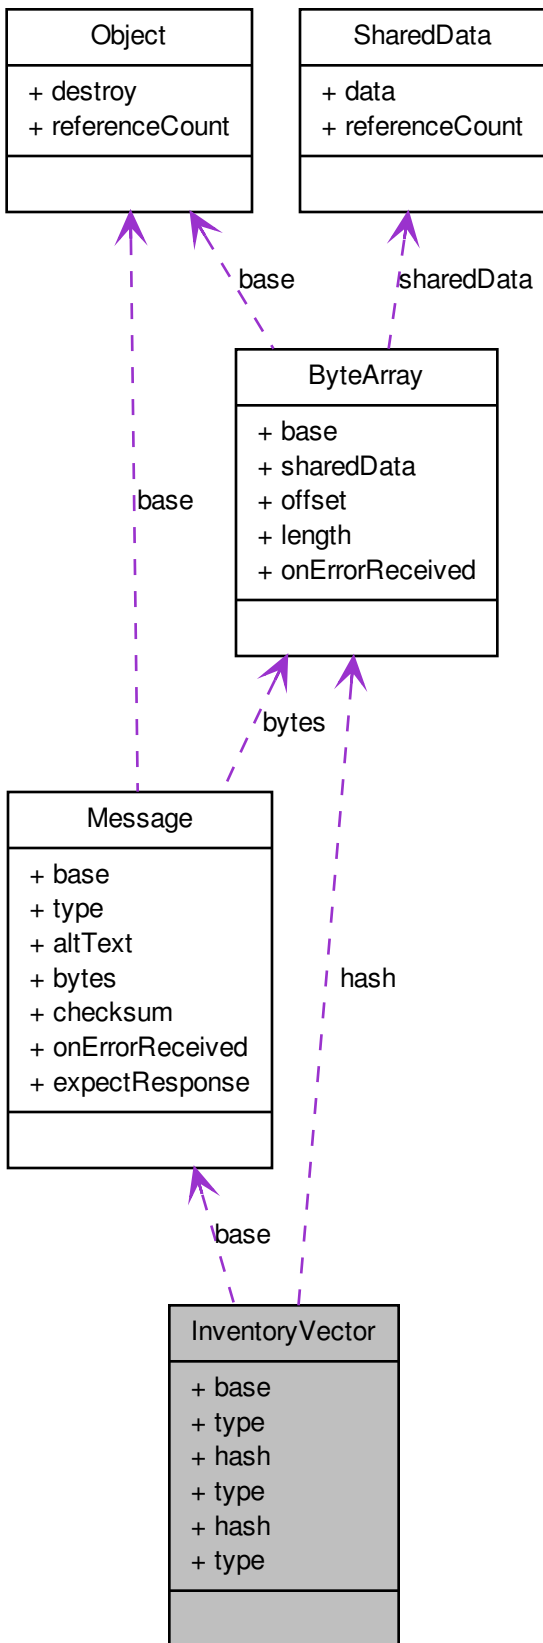 Object
+ destroy
+ referenceCount
SharedData
+ data
+ referenceCount
base
sharedData
ByteArray
+ base
+ sharedData
+ offset
+ length
+ onErrorReceived
base
bytes
Message
+ base
+ type
+ altText
+ bytes
+ checksum
+ onErrorReceived
+ expectResponse
hash
base
InventoryVector
+ base
+ type
+ hash
+ type
+ hash
+ type